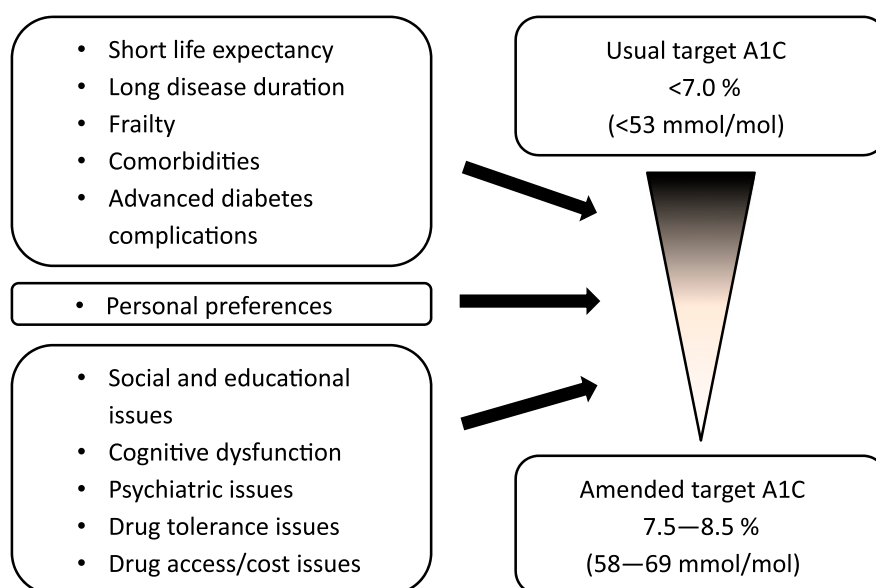 • Short life expectancy
• Long disease duration
• Frailty
• Comorbidities
• Advanced diabetes
complications
• Personal preferences
• Social and educational
issues
• Cognitive dysfunction
• Psychiatric issues
• Drug tolerance issues
• Drug access/cost issues
Usual target A1C
<7.0 %
(<53 mmol/mol)
Amended target A1C
7.5—8.5 %
(58—69 mmol/mol)